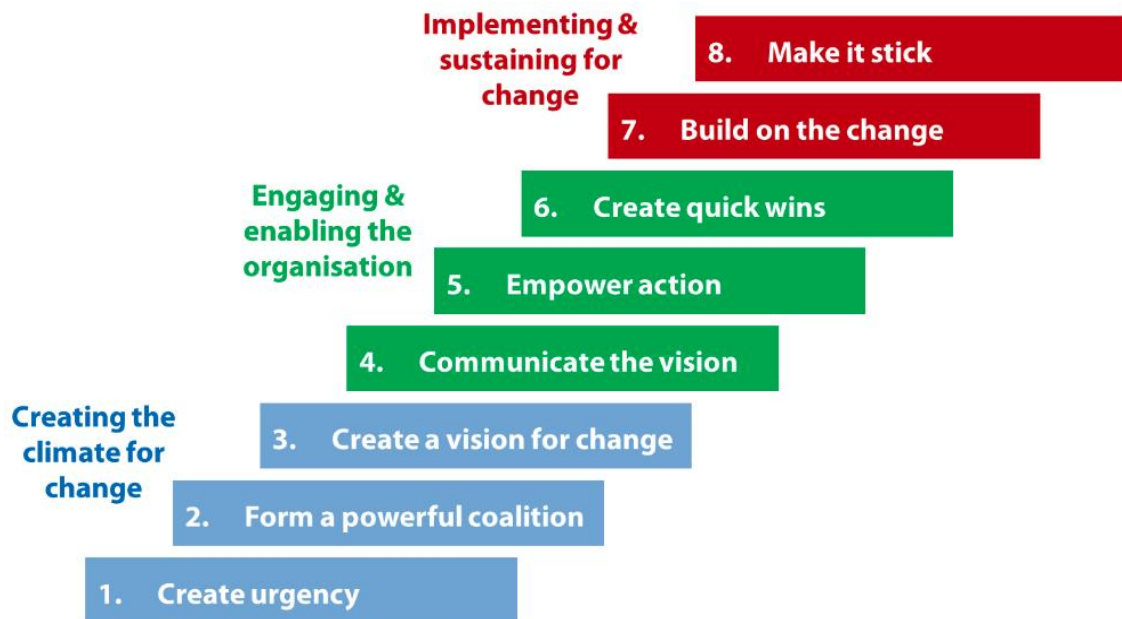 Implementing &
sustaining for
change
8. Make it stick
7. Build on the change
Engaging &
enabling the
organisation
6. Create quick wins
5. Empower action
4. Communicate the vision
Creating the
climate for
change
3. Create a vision for change
2. Form a powerful coalition
1. Create urgency